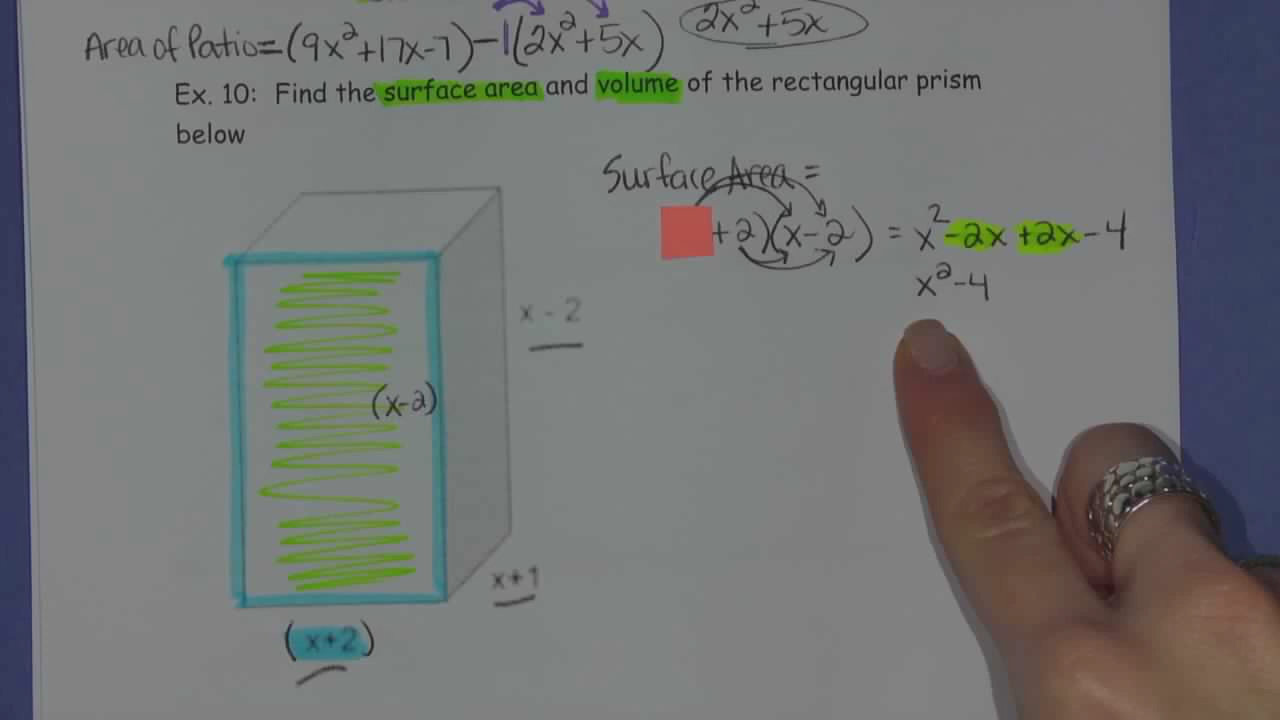 2x²+5x
Area of Patio=(9x²+17x-7)-1(2x²+5x)
Ex. 10: Find the surface area and volume of the rectangular prism
below
Surface Area =
+2)(x-2) = x²-2x+2x-4
x²-4
x - 2
(x-2)
x+1
(x+2)